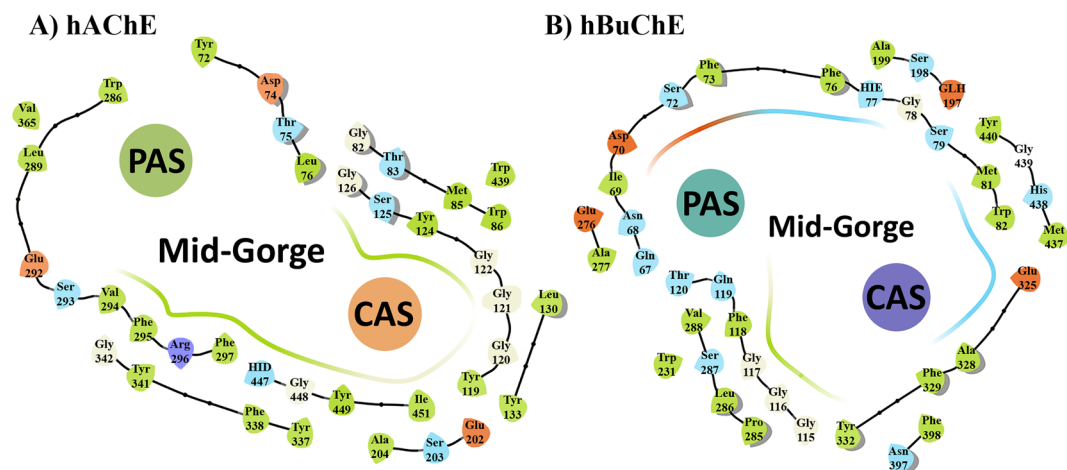 A) hAChE
Tyr
72
Trp
286
Asp
74
Val
365
Thr
75
Gly
82
Leu
289
Leu
76
Thr
83
Trp
439
Gly
126
Met
85
Ser
125
Trp
86
Tyr
124
PAS
Mid-Gorge
CAS
Gly
122
Glu
292
Ser
293
Val
294
Gly
121
Leu
130
Phe
295
Arg
296
Phe
297
Gly
120
Gly
342
Tyr
341
HID
447
Gly
448
Tyr
449
Ile
451
Tyr
119
Tyr
133
Phe
338
Tyr
337
Glu
202
Ala
204
Ser
203
B) hBuChE
Ala
199
Ser
198
GLH
197
Phe
73
Phe
76
HIE
77
Ser
72
Gly
78
Ser
79
Tyr
440
Gly
439
Asp
70
Ile
69
Met
81
His
438
Trp
82
Met
437
Glu
276
Asn
68
Ala
277
Gln
67
PAS
Mid-Gorge
CAS
Thr
120
Gln
119
Glu
325
Val
288
Phe
118
Trp
231
Ser
287
Gly
117
Ala
328
Leu
286
Gly
116
Phe
329
Pro
285
Gly
115
Tyr
332
Phe
398
Asn
397